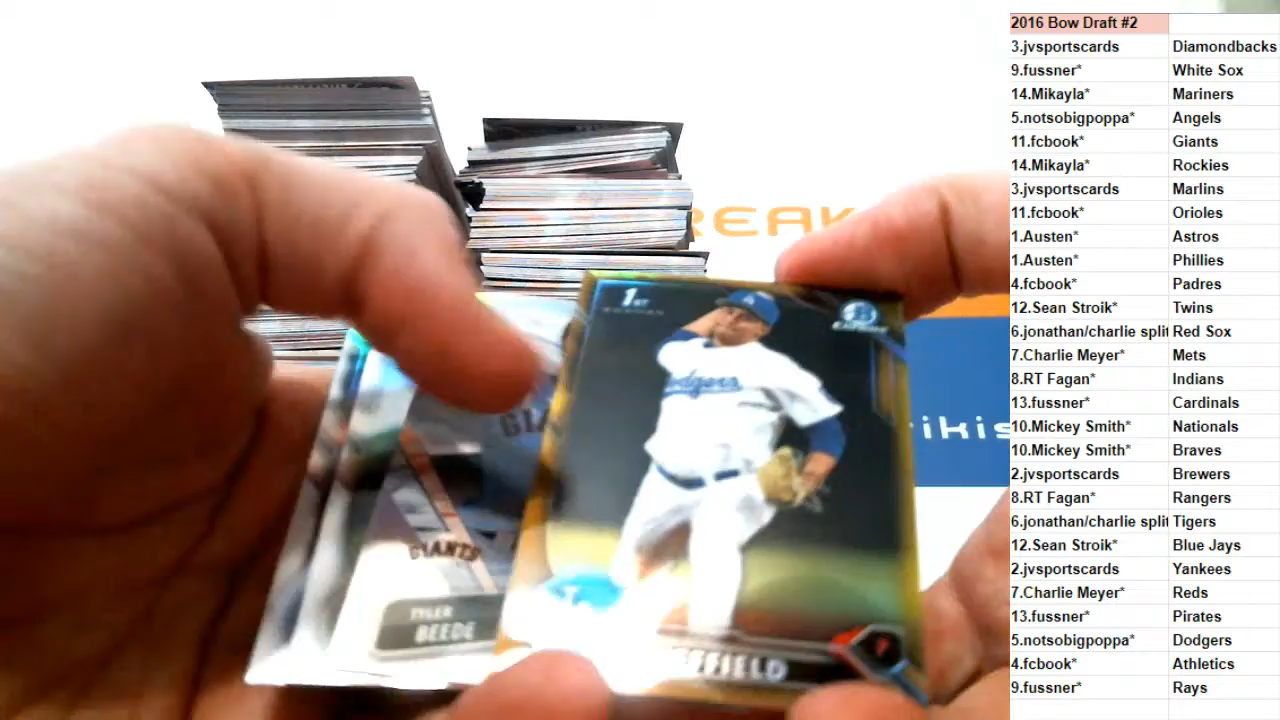 2016 Bow Draft #2
3.jvsportscards Diamondbacks
9.fussner* White Sox
14.Mikayla* Mariners
5.notsobigpoppa* Angels
11.fcbook* Giants
14.Mikayla* Rockies
3.jvsportscards Marlins
11.fcbook* Orioles
1.Austen* Astros
1.Austen* Phillies
4.fcbook* Padres
12.Sean Stroik* Twins
6.jonathan/charlie split Red Sox
7.Charlie Meyer* Mets
8.RT Fagan* Indians
13.fussner* Cardinals
10.Mickey Smith* Nationals
10.Mickey Smith* Braves
2.jvsportscards Brewers
8.RT Fagan* Rangers
6.jonathan/charlie split Tigers
12.Sean Stroik* Blue Jays
2.jvsportscards Yankees
7.Charlie Meyer* Reds
13.fussner* Pirates
5.notsobigpoppa* Dodgers
4.fcbook* Athletics
9.fussner* Rays
REAK
rikis
1ST
BOWMAN
Dodgers
FFIELD
GIA
GIANTS
TYLER
BEEDE